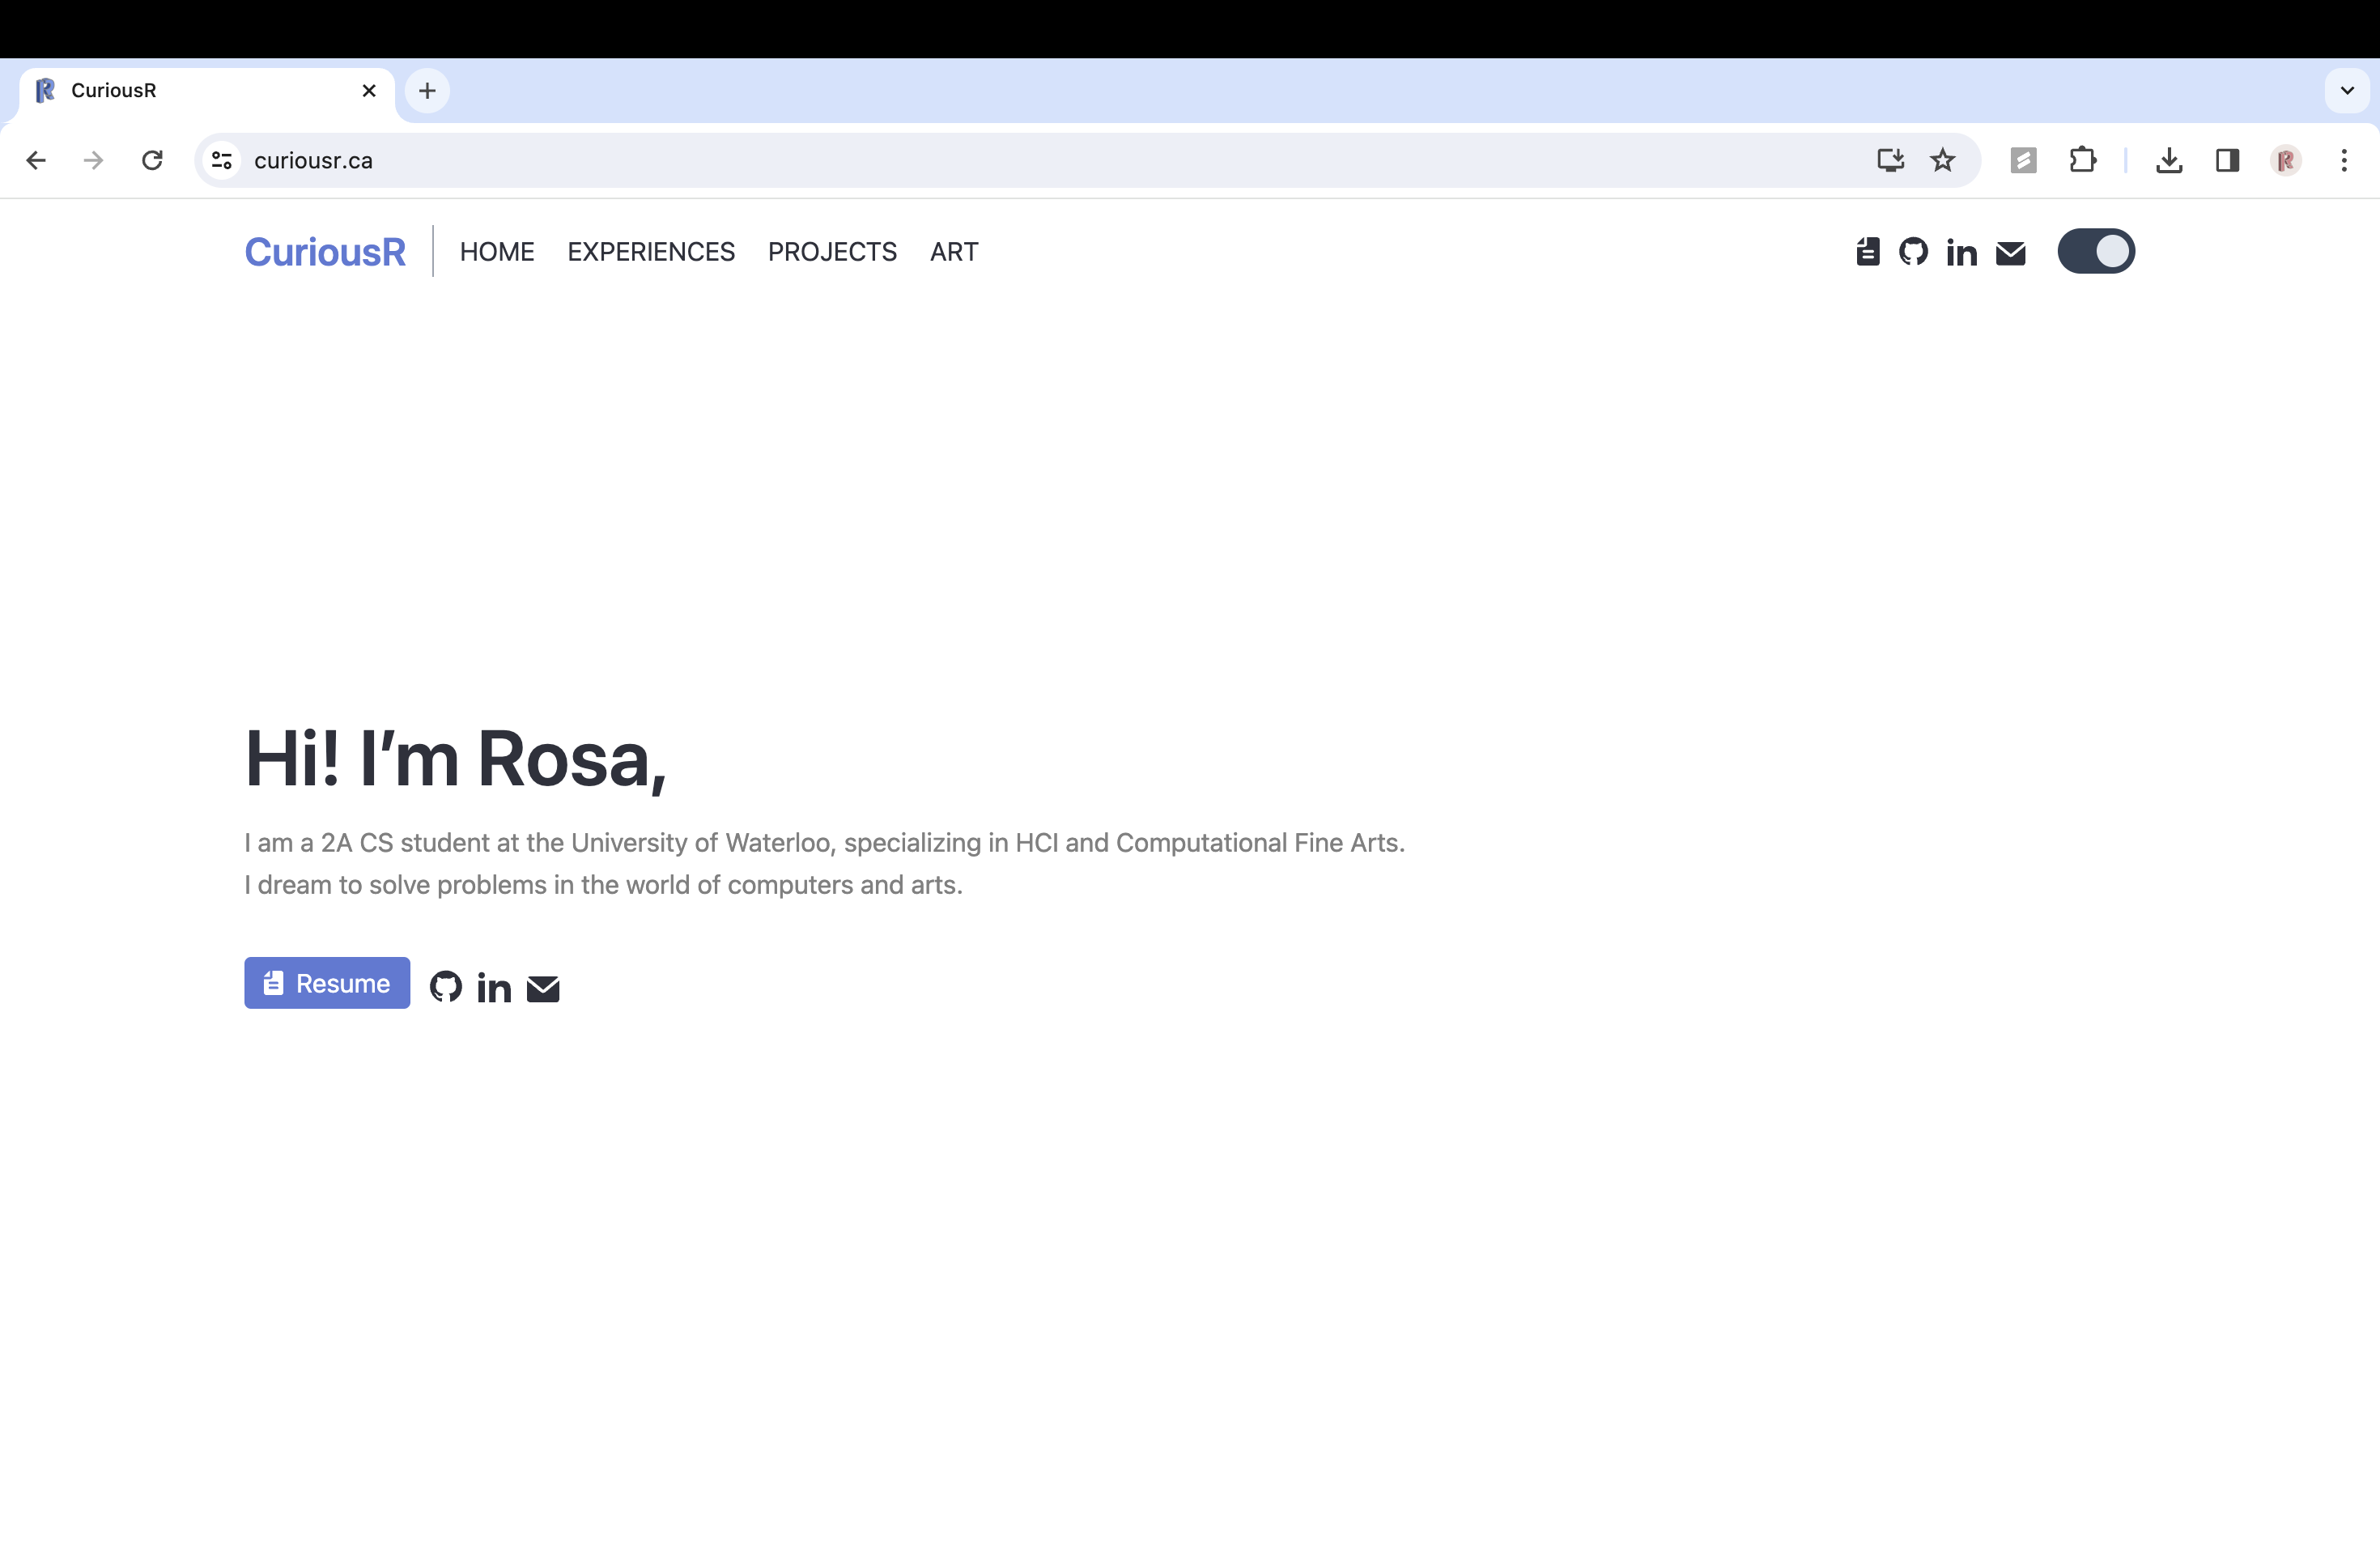 CuriousR
curiousr.ca
CuriousR HOME EXPERIENCES PROJECTS ART
Hi! I’m Rosa,
I am a 2A CS student at the University of Waterloo, specializing in HCI and Computational Fine Arts.
I dream to solve problems in the world of computers and arts.
Resume